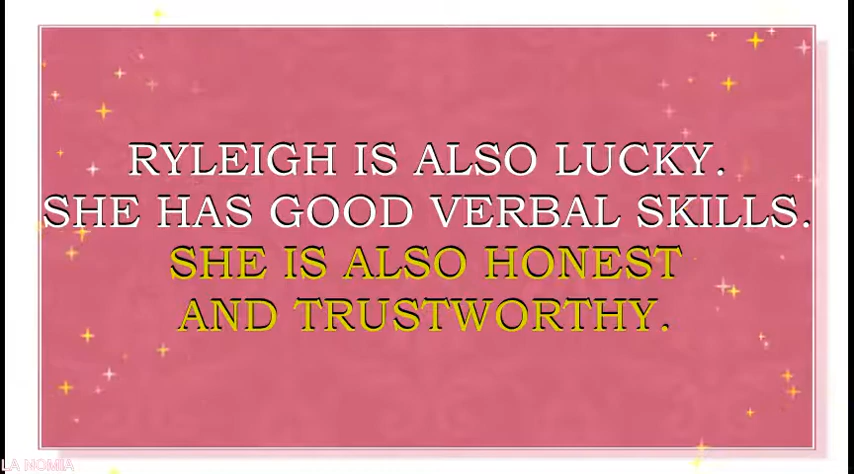 RYLEIGH IS ALSO LUCKY.
SHE HAS GOOD VERBAL SKILLS.
SHE IS ALSO HONEST
AND TRUSTWORTHY.
LA NOMIA